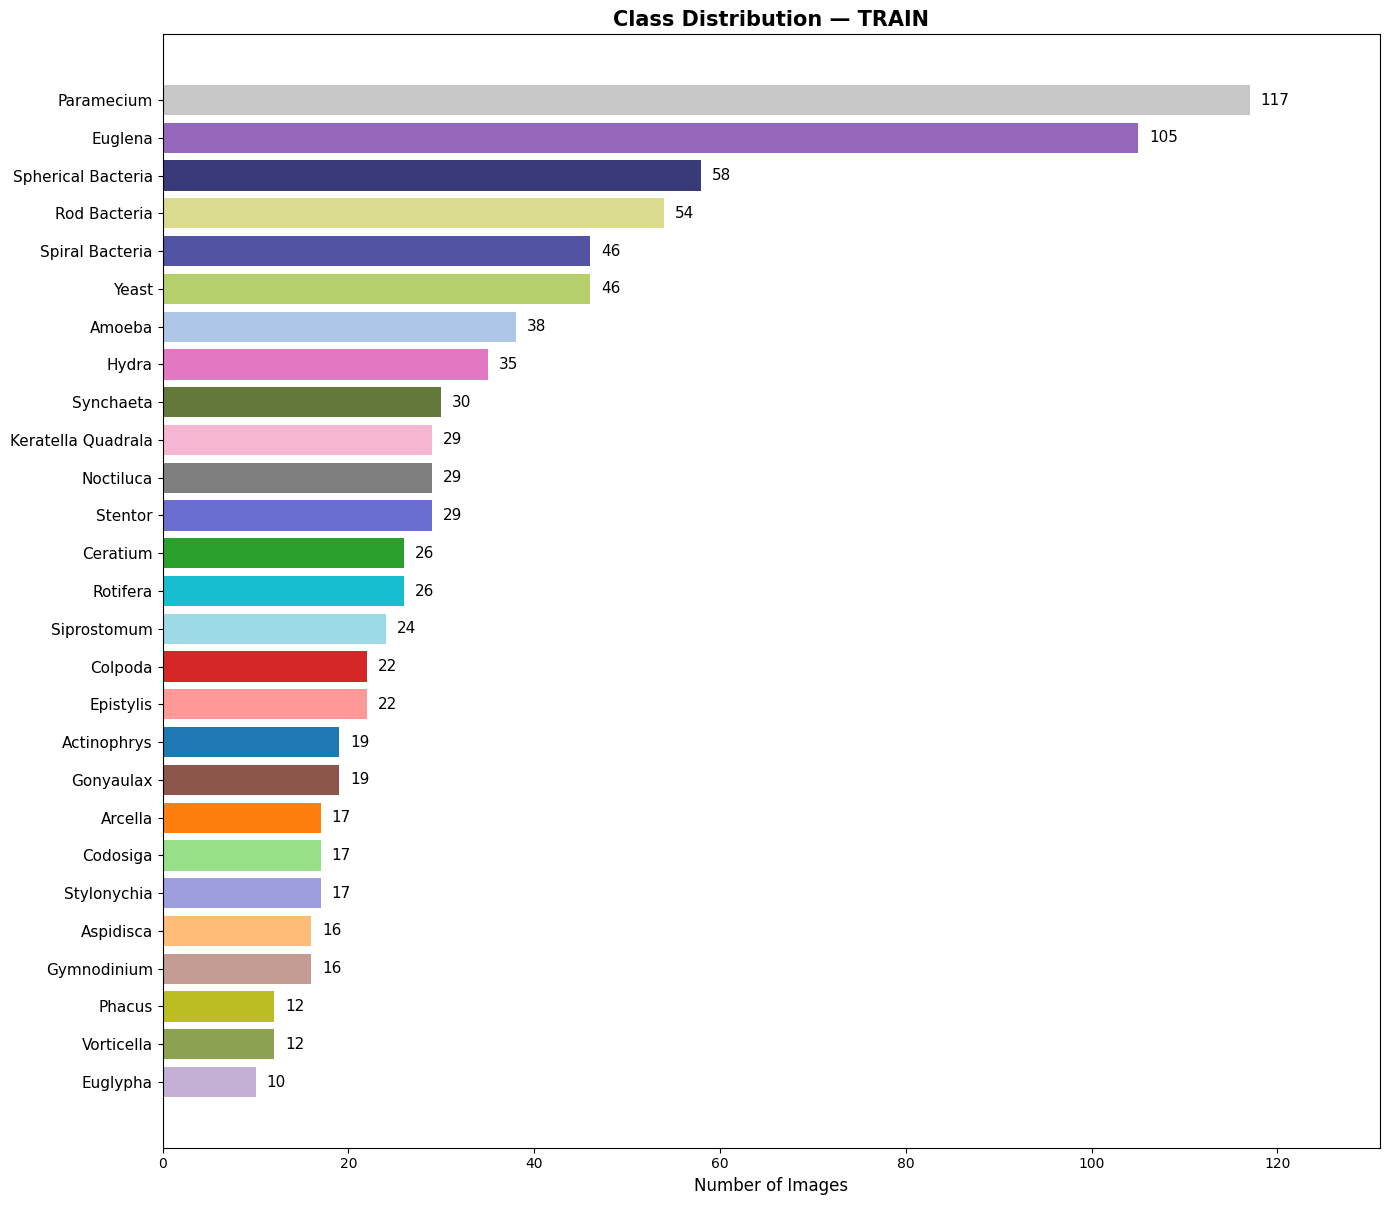 Class Distribution — TRAIN
Paramecium 117
Euglena 105
Spherical Bacteria 58
Rod Bacteria 54
Spiral Bacteria 46
Yeast 46
Amoeba 38
Hydra 35
Synchaeta 30
Keratella Quadrala 29
Noctiluca 29
Stentor 29
Ceratium 26
Rotifera 26
Siprostomum 24
Colpoda 22
Epistylis 22
Actinophrys 19
Gonyaulax 19
Arcella 17
Codosiga 17
Stylonychia 17
Aspidisca 16
Gymnodinium 16
Phacus 12
Vorticella 12
Euglypha 10
0 20 40 60 80 100 120
Number of Images